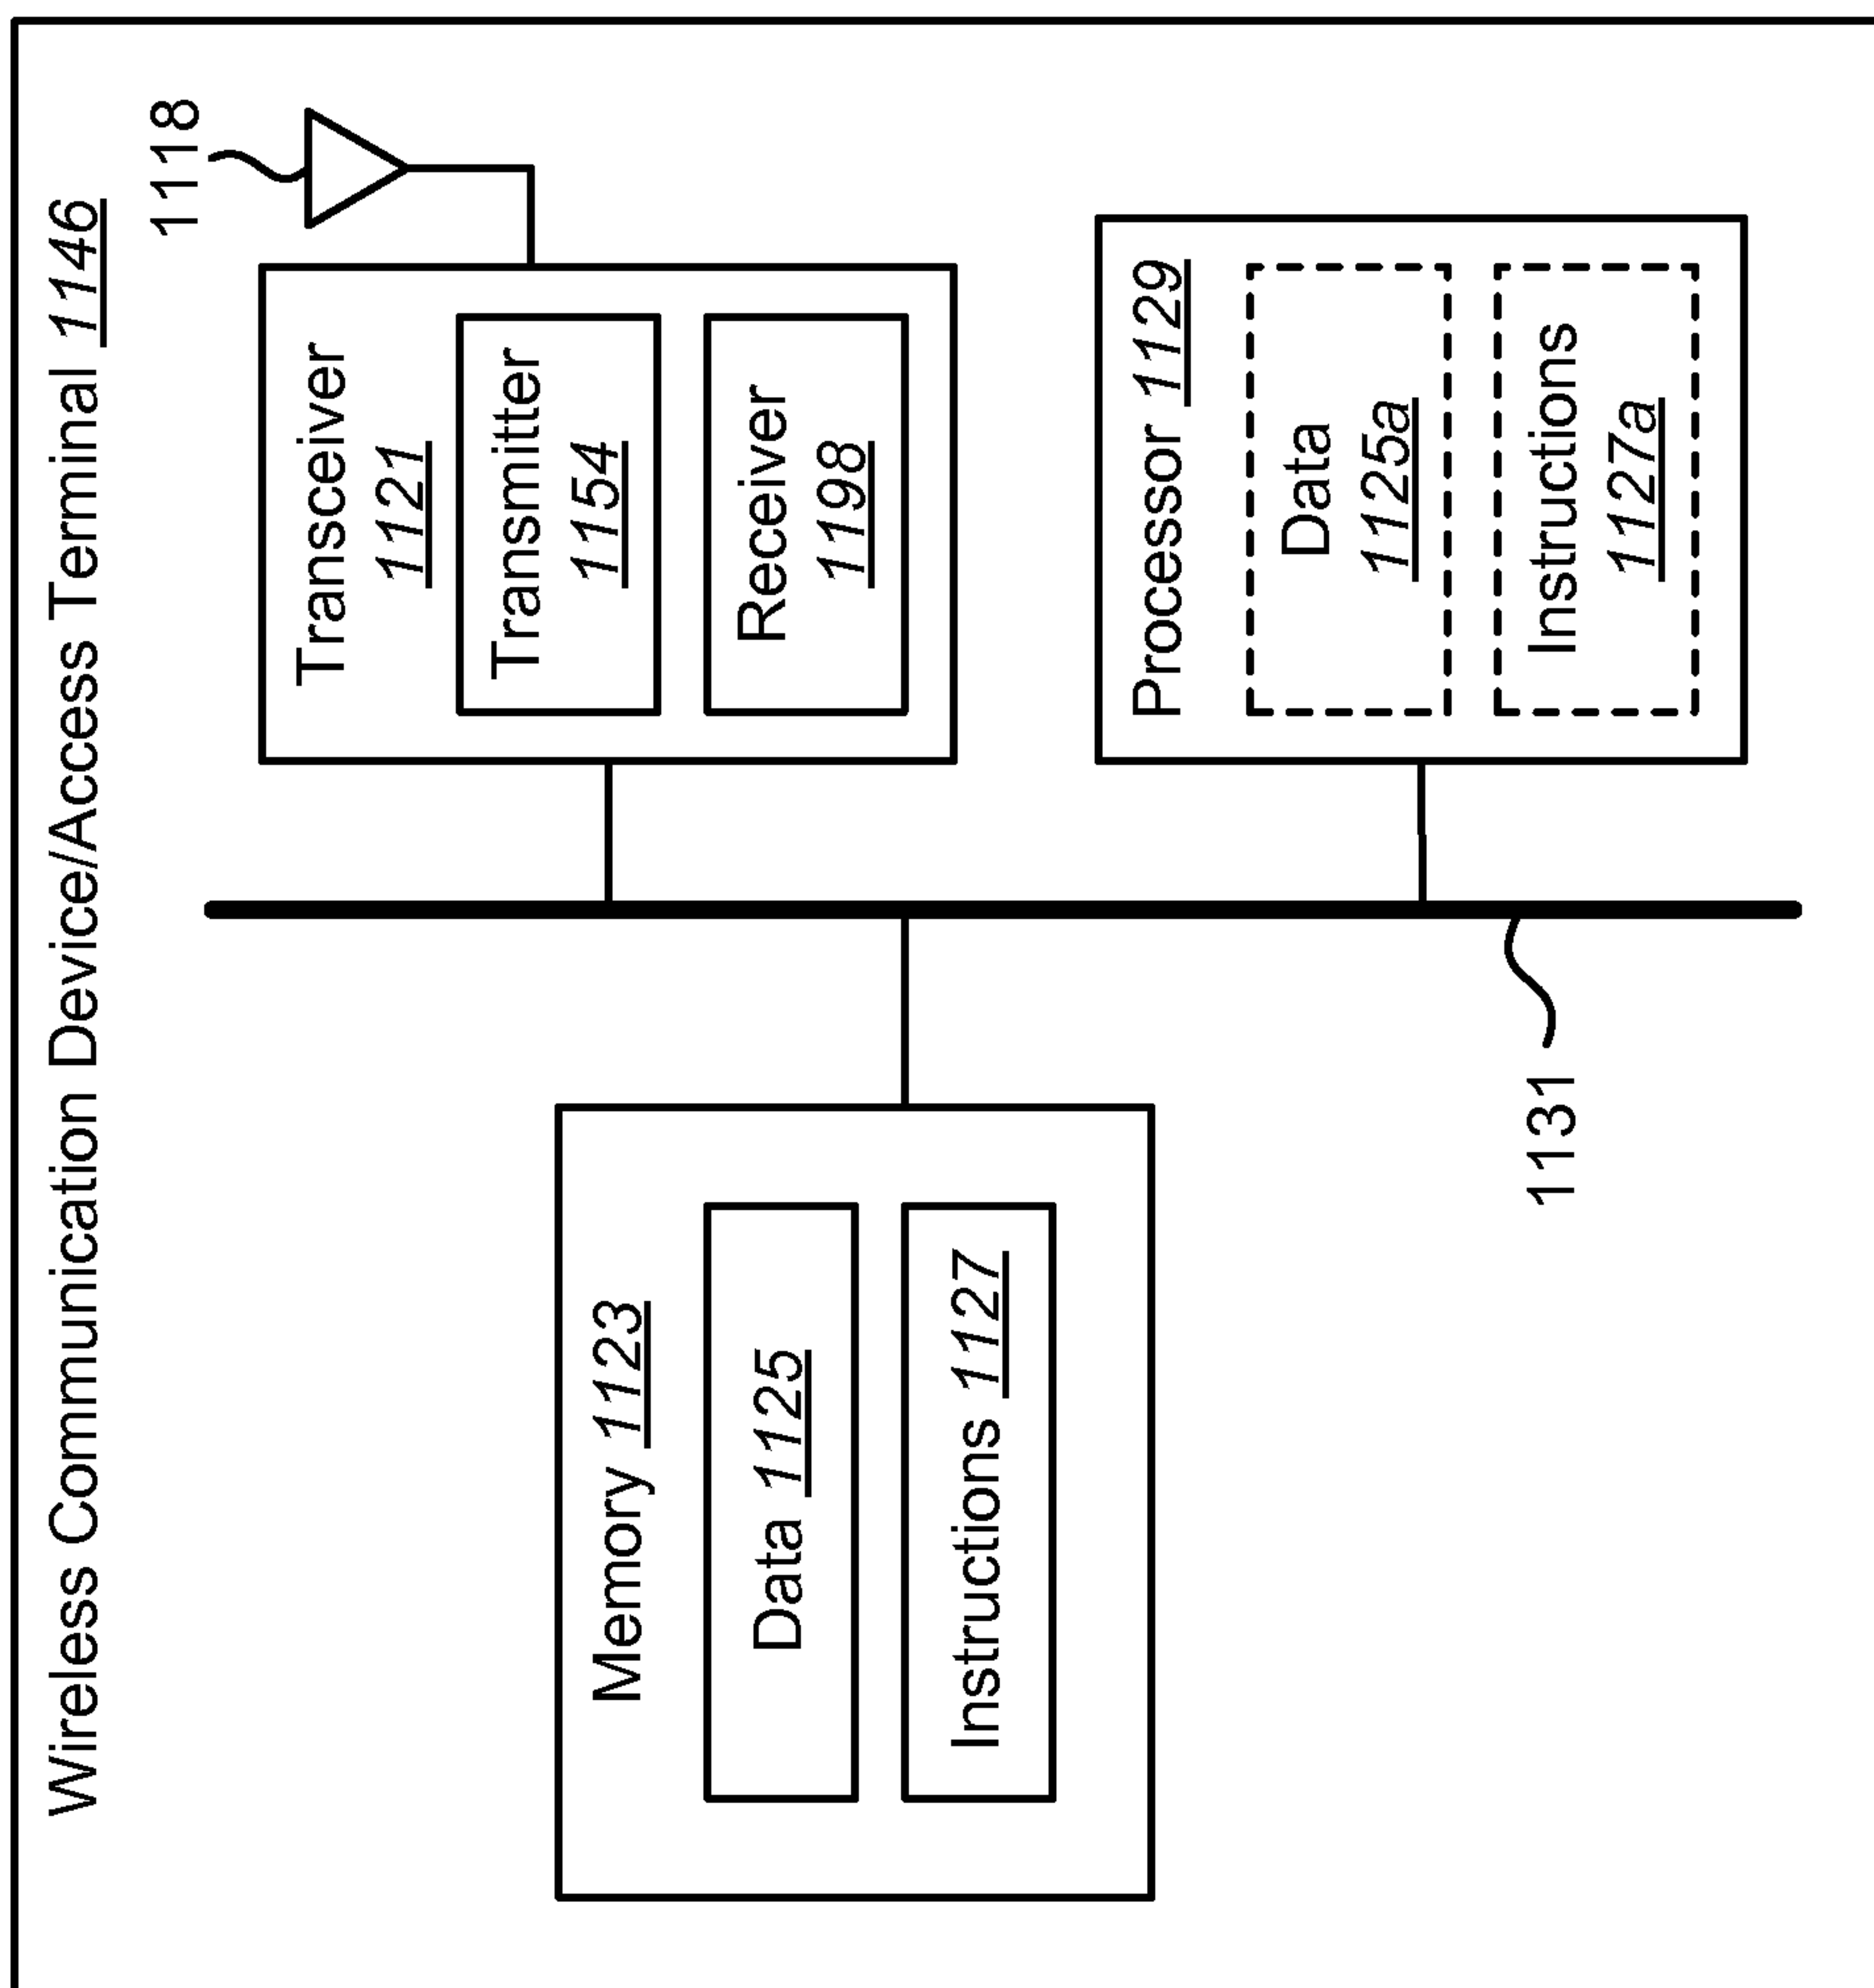 Wireless Communication Device/Access Terminal 1146
1118
Transceiver
1121
Transmitter
1154
Receiver
1198
Memory 1123
Data 1125
Instructions 1127
Processor 1129
Data
1125a
Instructions
1127a
1131